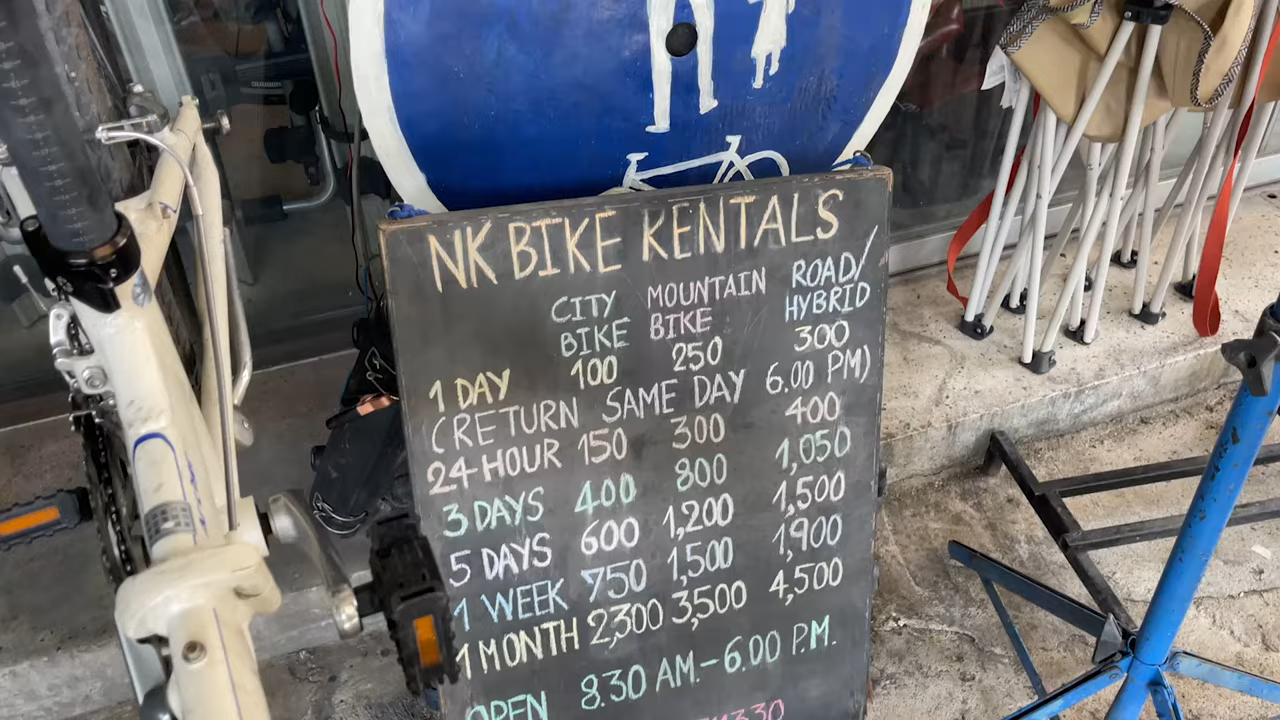 NK BIKE RENTALS
CITY BIKE MOUNTAIN BIKE ROAD/ HYBRID
1 DAY 100 250 300
(RETURN SAME DAY 6.00 PM)
24 HOUR 150 300 400
3 DAYS 400 800 1,050
5 DAYS 600 1,200 1,500
1 WEEK 750 1,500 1,900
1 MONTH 2,300 3,500 4,500
OPEN 8.30 AM.-6.00 P.M.